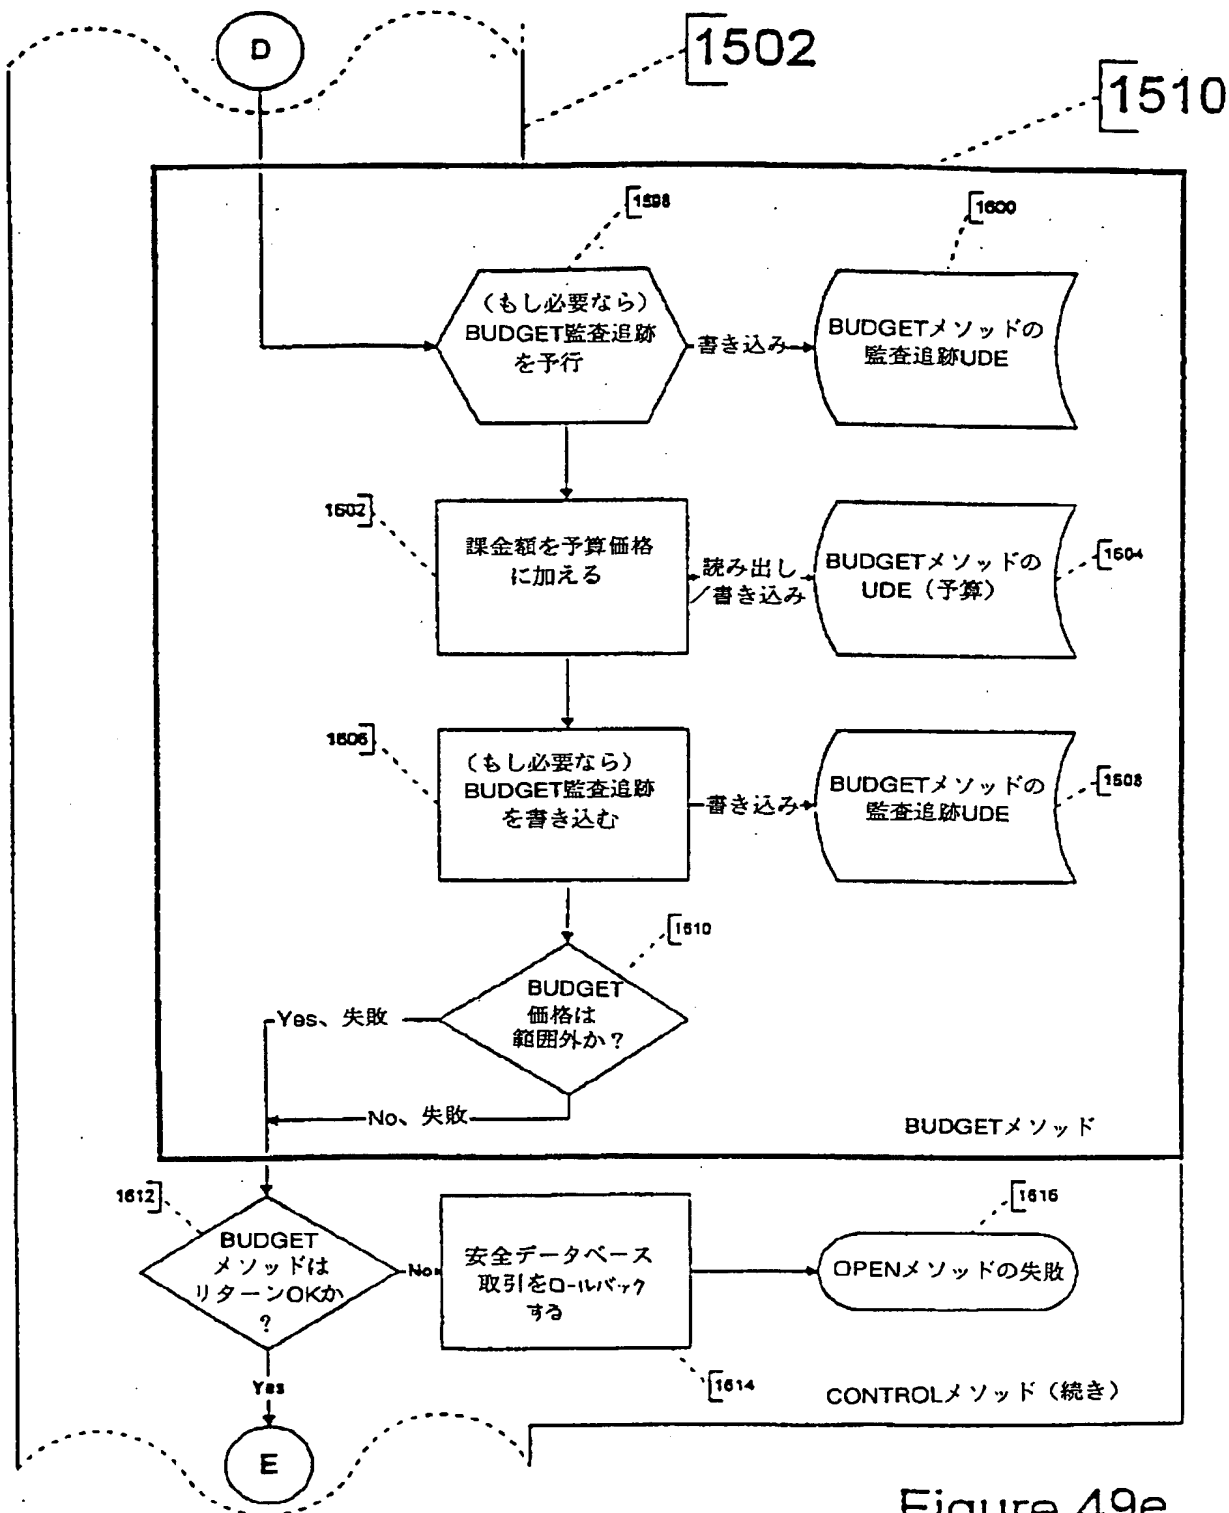 D
1502
1510
1598
1600
(もし必要なら)
BUDGET監査追跡
を予行
書き込み
BUDGETメソッドの
監査追跡UDE
1602
課金額を予算価格
に加える
読み出し
/書き込み
BUDGETメソッドの
UDE(予算)
1604
1606
(もし必要なら)
BUDGET監査追跡
を書き込む
書き込み
BUDGETメソッドの
監査追跡UDE
1608
1610
BUDGET
価格は
範囲外か?
Yes、失敗
No、失敗
BUDGETメソッド
1612
BUDGET
メソッドは
リターンOKか
?
No
安全データベース
取引をロールバック
する
1616
OPENメソッドの失敗
Yes
1614
CONTROLメソッド(続き)
E
Figure 49e